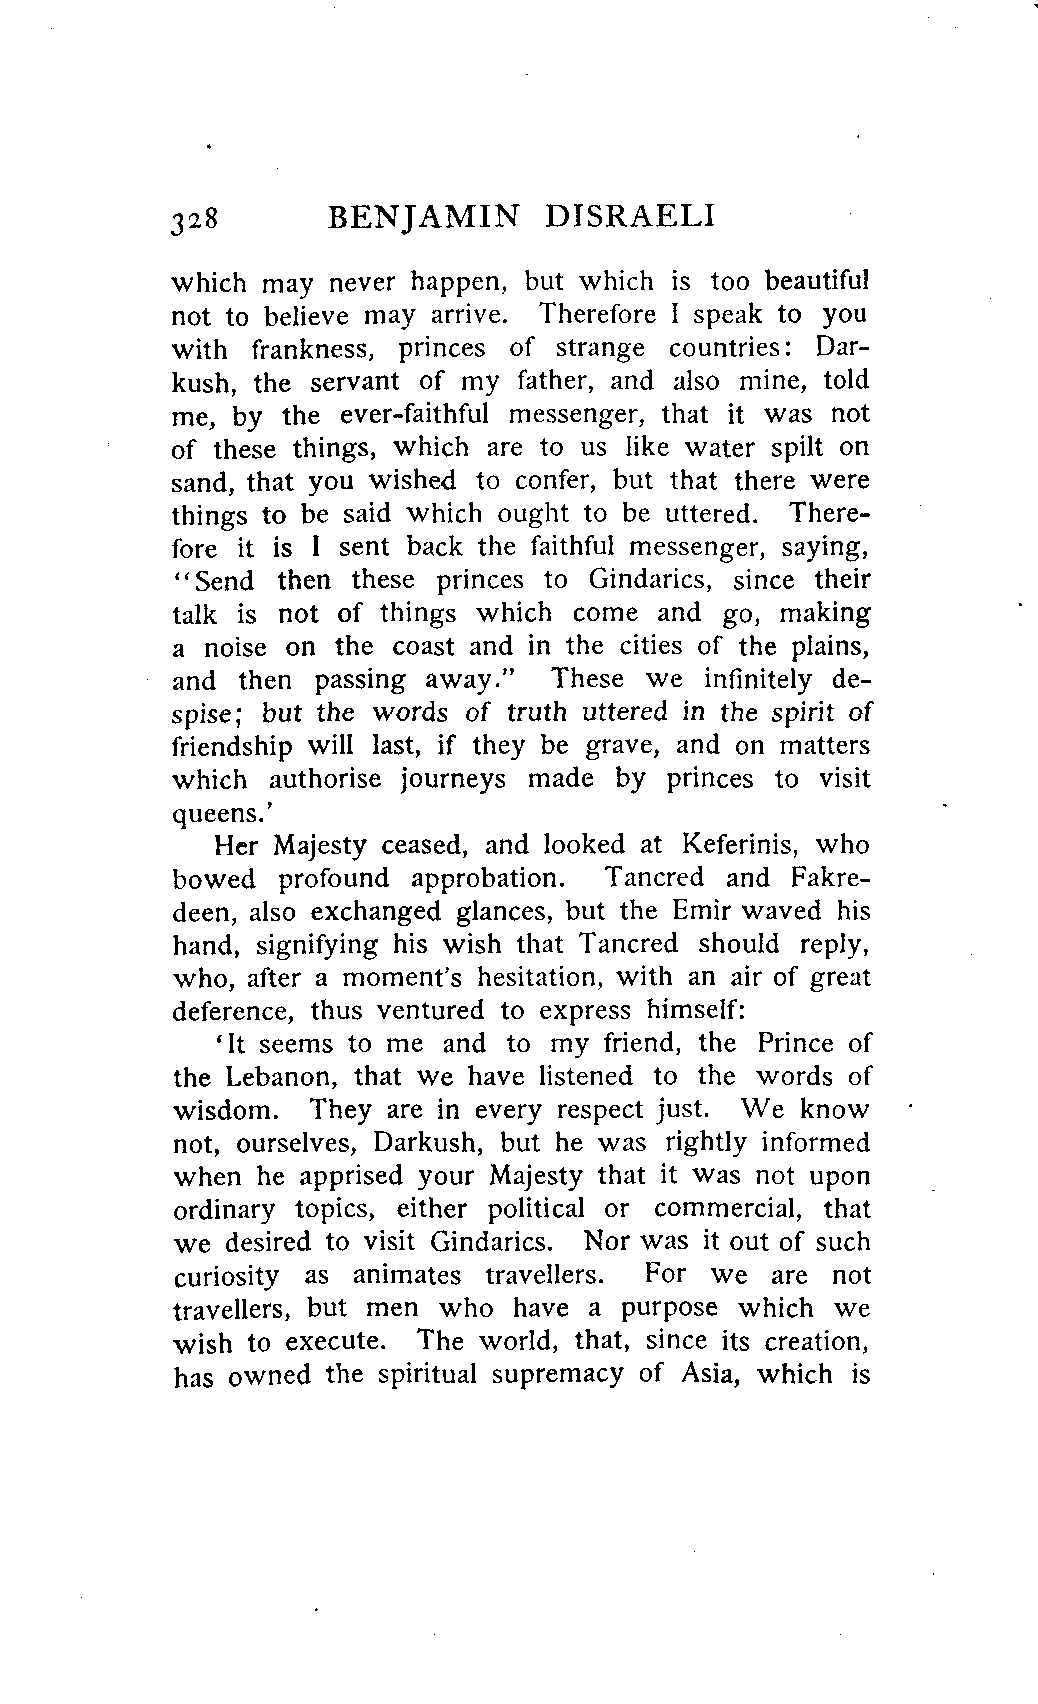 328 BENJAMIN DISRAELI
which may never happen, but which is too beautiful
not to believe may arrive. Therefore I speak to you
with frankness, princes of strange countries: Dar-
kush, the servant of my father, and also mine, told
me, by the ever-faithful messenger, that it was not
of these things, which are to us like water spilt on
sand, that you wished to confer, but that there were
things to be said which ought to be uttered. There-
fore it is I sent back the faithful messenger, saying,
“Send then these princes to Gindarics, since their
talk is not of things which come and go, making
a noise on the coast and in the cities of the plains,
and then passing away.” These we infinitely de-
spise; but the words of truth uttered in the spirit of
friendship will last, if they be grave, and on matters
which authorise journeys made by princes to visit
queens.’
Her Majesty ceased, and looked at Keferinis, who
bowed profound approbation. Tancred and Fakre-
deen, also exchanged glances, but the Emir waved his
hand, signifying his wish that Tancred should reply,
who, after a moment’s hesitation, with an air of great
deference, thus ventured to express himself:
‘It seems to me and to my friend, the Prince of
the Lebanon, that we have listened to the words of
wisdom. They are in every respect just. We know
not, ourselves, Darkush, but he was rightly informed
when he apprised your Majesty that it was not upon
ordinary topics, either political or commercial, that
we desired to visit Gindarics. Nor was it out of such
curiosity as animates travellers. For we are not
travellers, but men who have a purpose which we
wish to execute. The world, that, since its creation,
has owned the spiritual supremacy of Asia, which is